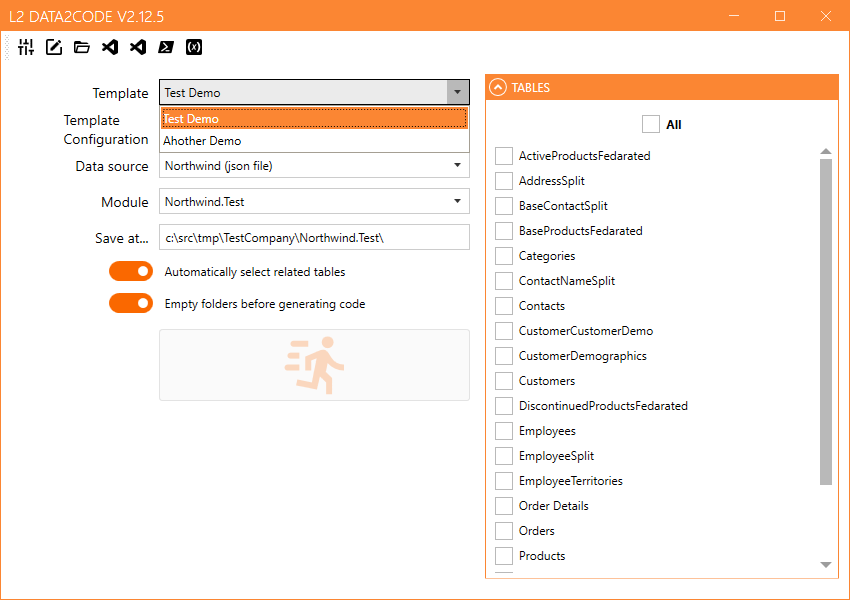 L2 DATA2CODE V2.12.5
Template
Test Demo
Test Demo
Ahother Demo
Template
Configuration
Data source
Northwind (json file)
Module
Northwind.Test
Save at...
c:\src\tmp\TestCompany\Northwind.Test\
Automatically select related tables
Empty folders before generating code
TABLES
All
ActiveProductsFedarated
AddressSplit
BaseContactSplit
BaseProductsFedarated
Categories
ContactNameSplit
Contacts
CustomerCustomerDemo
CustomerDemographics
Customers
DiscontinuedProductsFedarated
Employees
EmployeeSplit
EmployeeTerritories
Order Details
Orders
Products